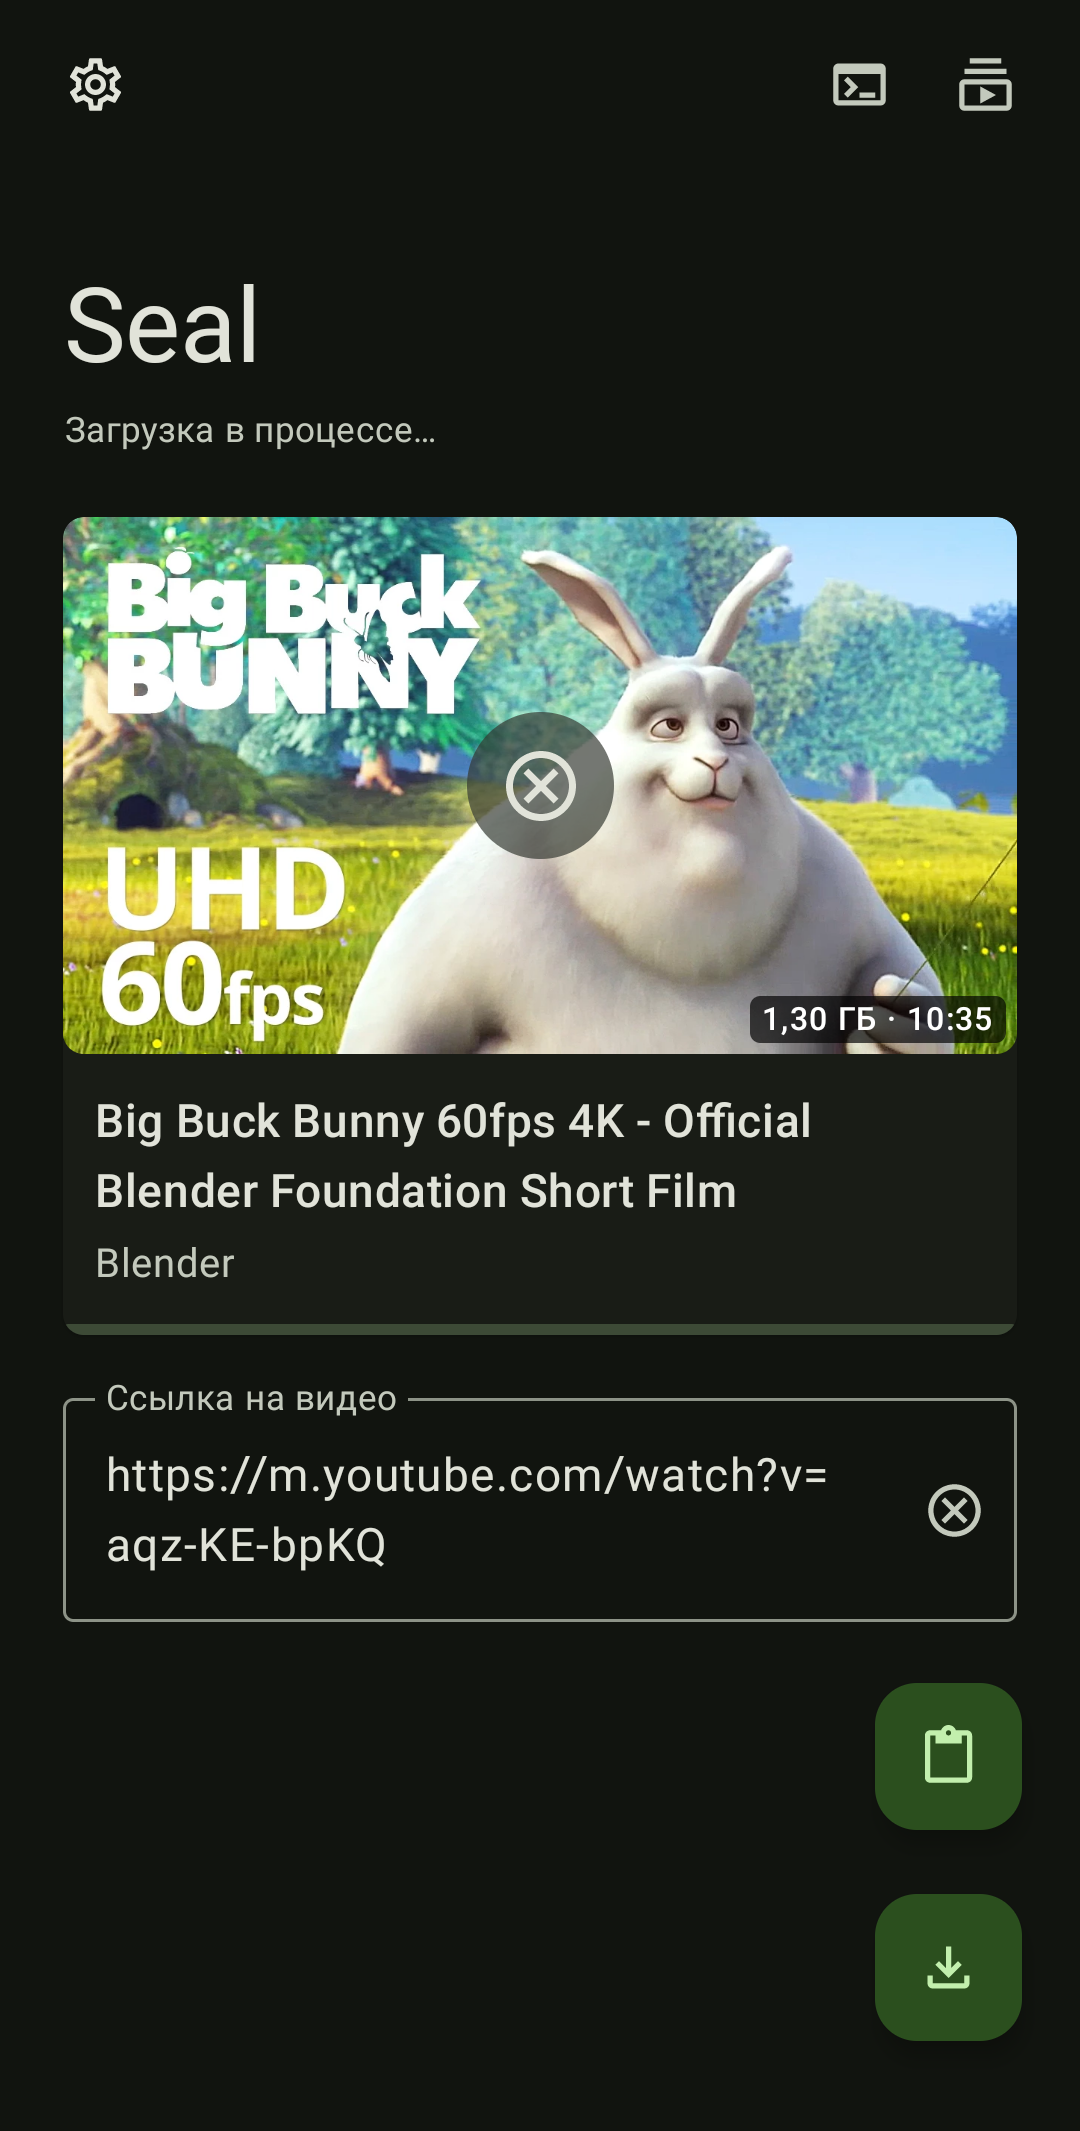 Seal
Загрузка в процессе…
Big Buck
BUNNY
UHD
60fps
1,30 ГБ · 10:35
Big Buck Bunny 60fps 4K - Official
Blender Foundation Short Film
Blender
Ссылка на видео
https://m.youtube.com/watch?v=
aqz-KE-bpKQ